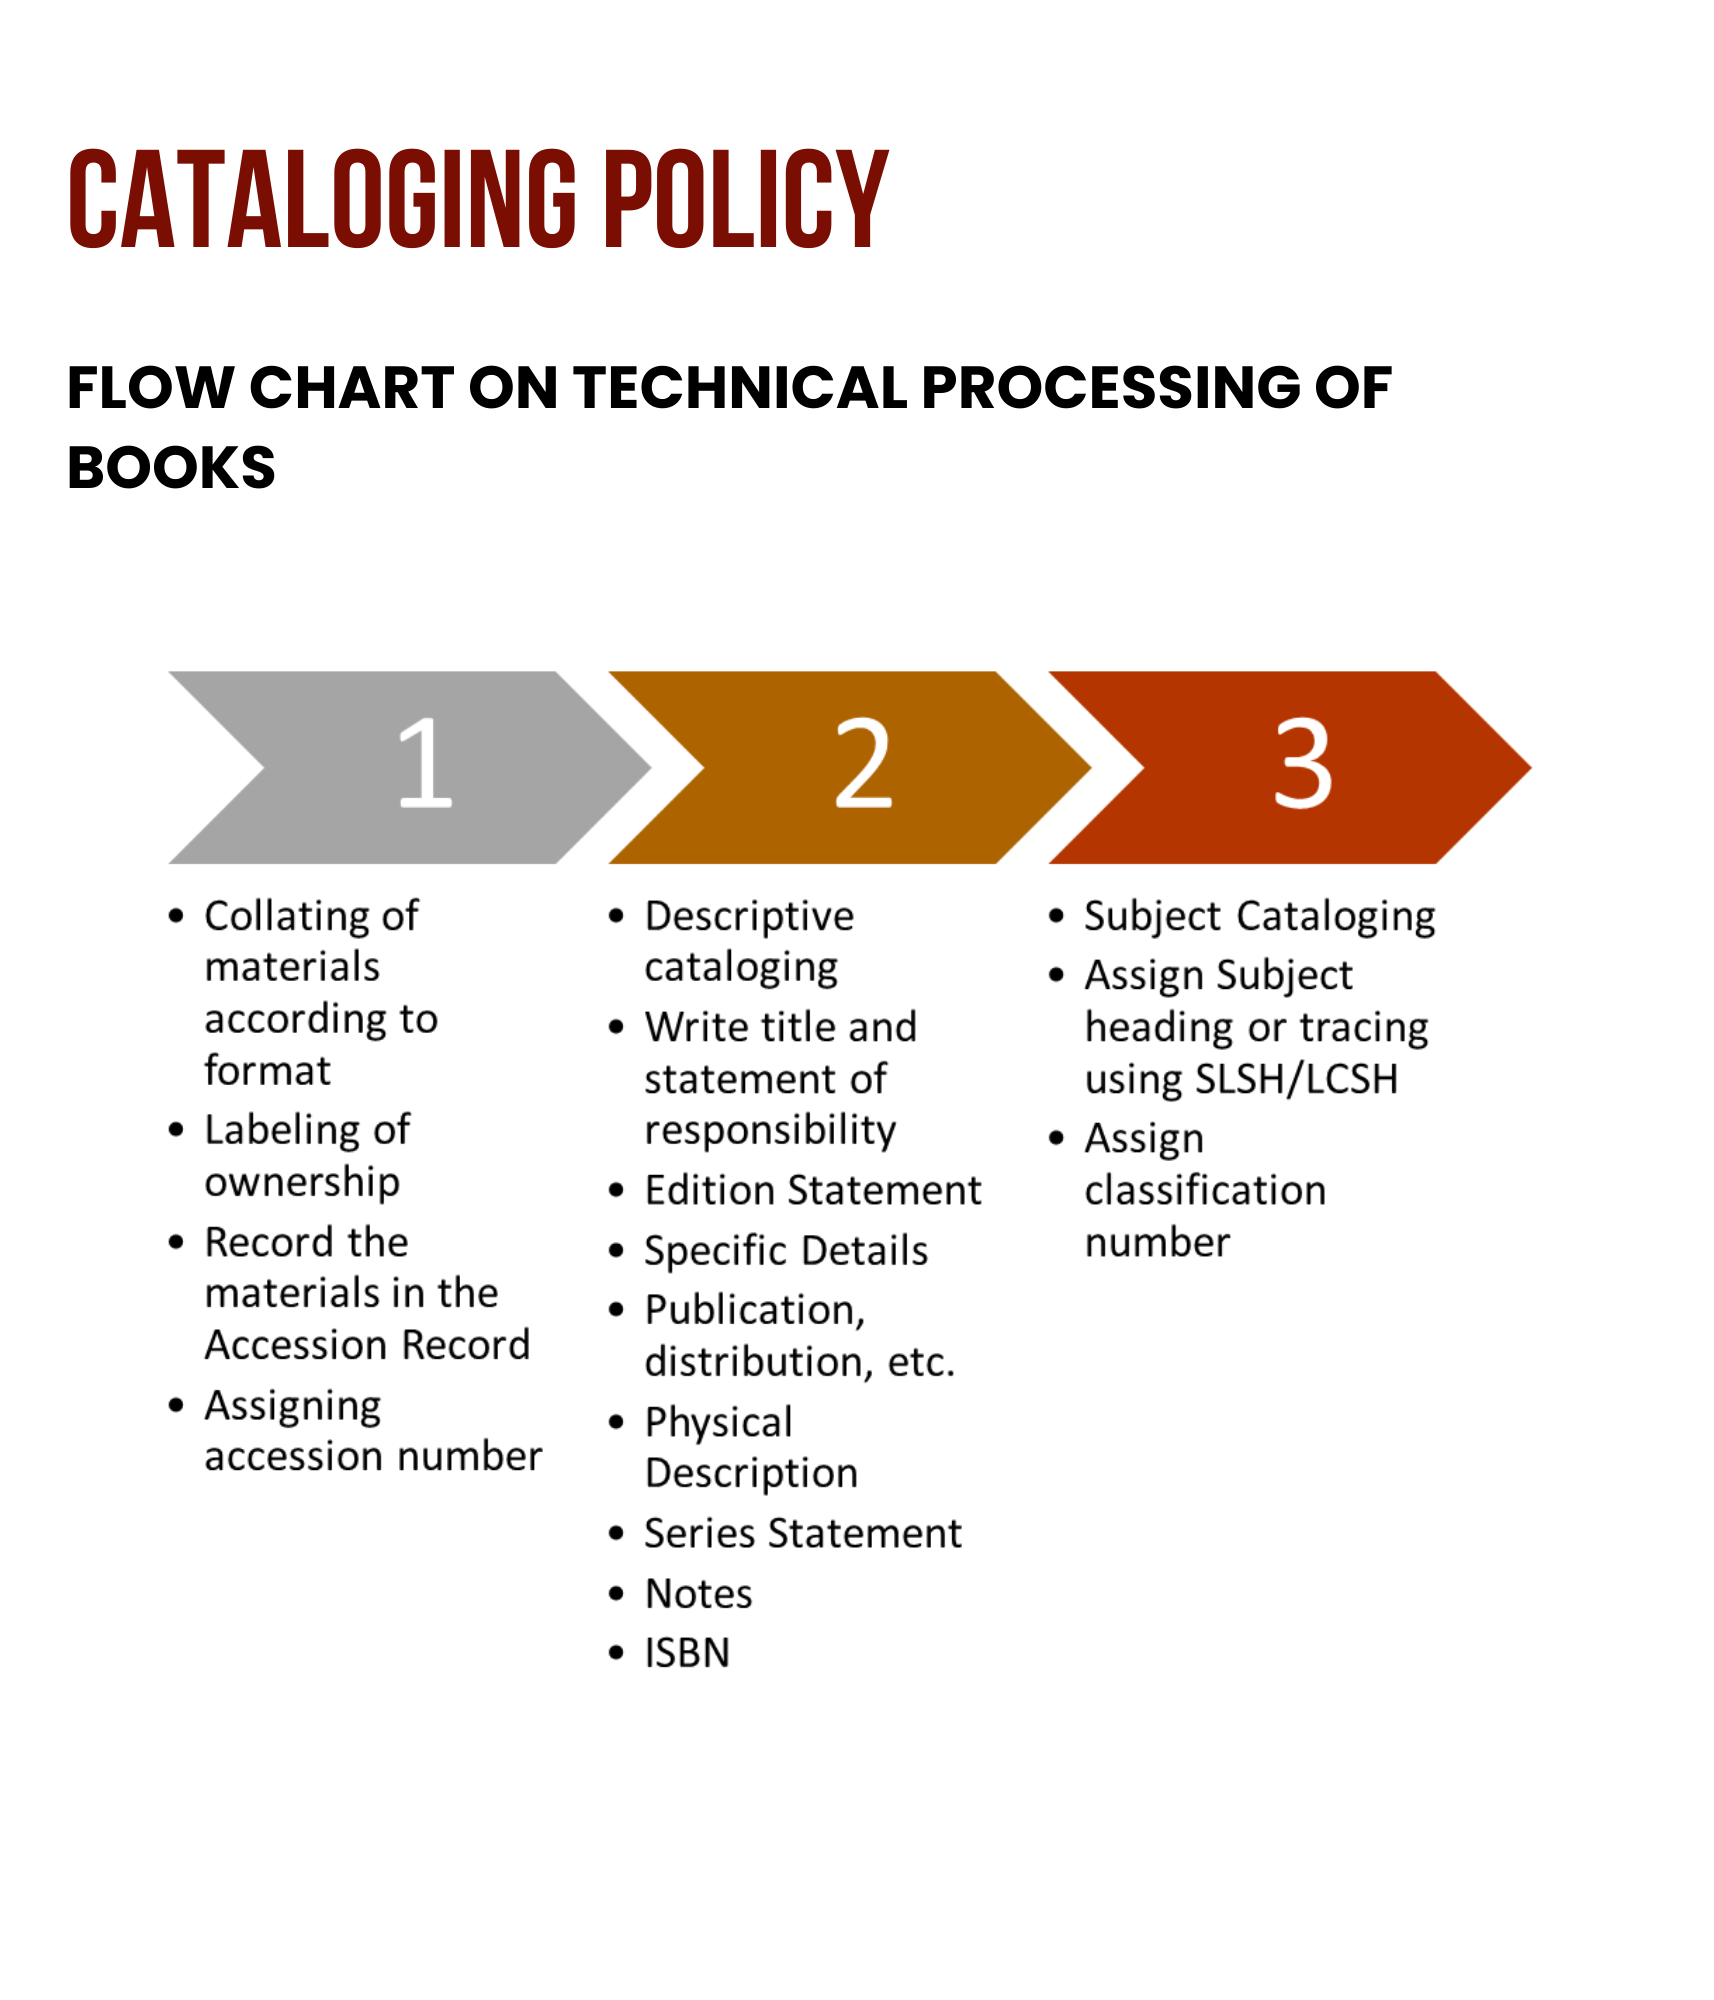 CATALOGING POLICY
FLOW CHART ON TECHNICAL PROCESSING OF
BOOKS
1
• Collating of
materials
according to
format
• Labeling of
ownership
• Record the
materials in the
Accession Record
• Assigning
accession number
2
• Descriptive
cataloging
• Write title and
statement of
responsibility
• Edition Statement
• Specific Details
• Publication,
distribution, etc.
• Physical
Description
• Series Statement
• Notes
• ISBN
3
• Subject Cataloging
• Assign Subject
heading or tracing
using SLSH/LCSH
• Assign
classification
number